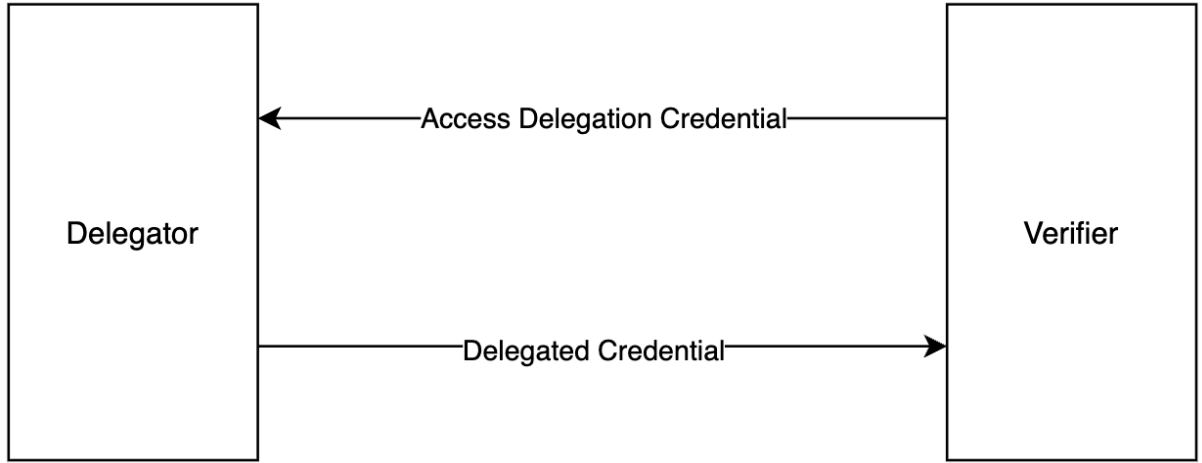 Access Delegation Credential
Delegator
Verifier
Delegated Credential